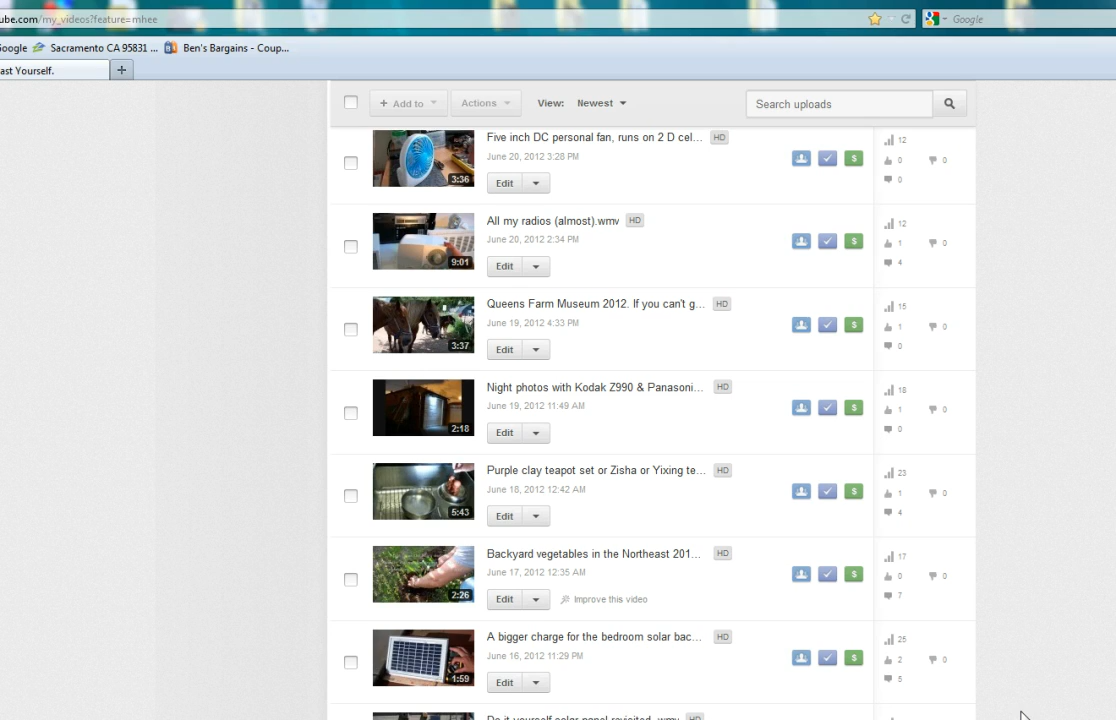 ube.com/my_videos?feature=mhee
Google
Google Sacramento CA 95831 ... Ben's Bargains - Coup...
ast Yourself.
+ Add to Actions View: Newest Search uploads
Five inch DC personal fan, runs on 2 D cel... HD
12
June 20, 2012 3:28 PM
$
0 0
3:36
Edit
0
All my radios (almost).wmv HD
12
June 20, 2012 2:34 PM
$
1 0
9:01
Edit
4
Queens Farm Museum 2012. If you can't g... HD
15
June 19, 2012 4:33 PM
$
1 0
3:37
Edit
0
Night photos with Kodak Z990 & Panasoni... HD
18
June 19, 2012 11:49 AM
$
1 0
2:18
Edit
0
Purple clay teapot set or Zisha or Yixing te... HD
23
June 18, 2012 12:42 AM
$
1 0
5:43
Edit
4
Backyard vegetables in the Northeast 201... HD
17
June 17, 2012 12:35 AM
$
0 0
2:26
Edit Improve this video
7
A bigger charge for the bedroom solar bac... HD
25
June 16, 2012 11:29 PM
$
2 0
1:59
Edit
5
Do it yourself solar panel revisited .wmv HD